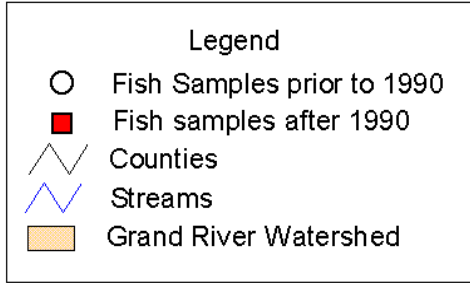 Legend
Fish Samples prior to 1990
Fish samples after 1990
Counties
Streams
Grand River Watershed